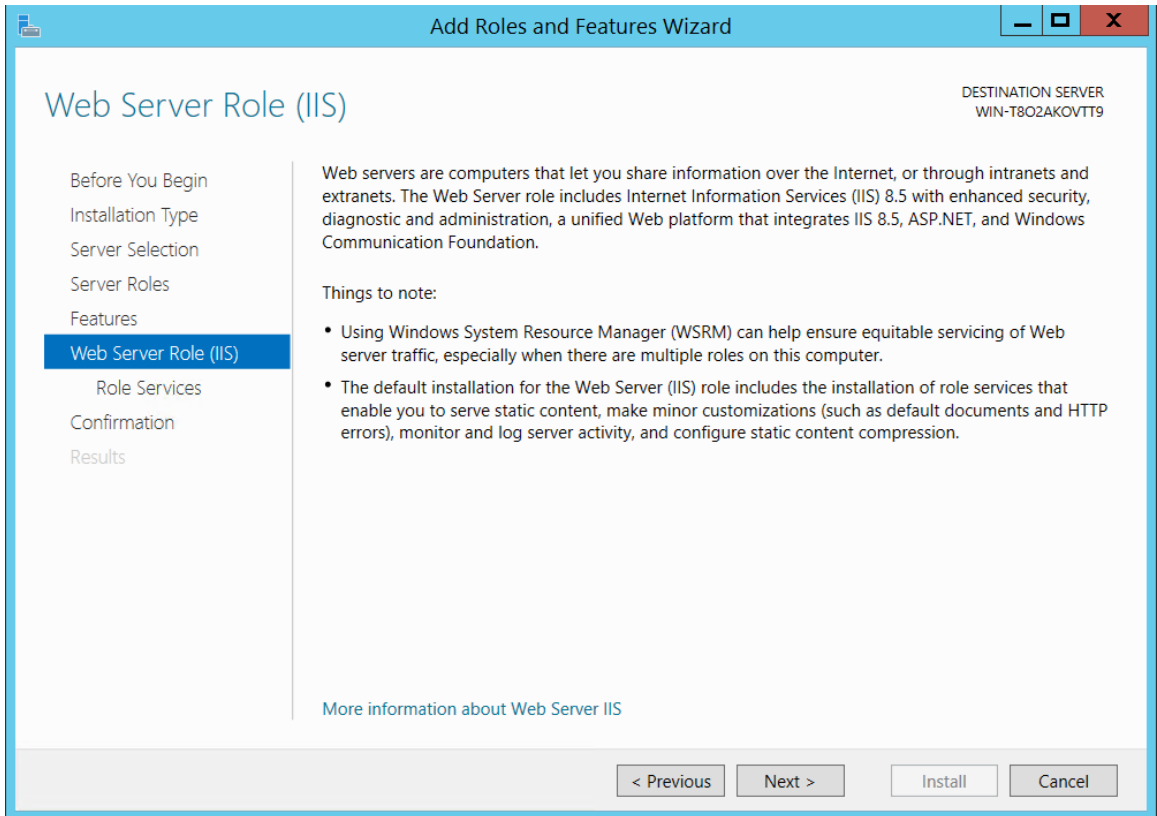 Add Roles and Features Wizard
Web Server Role (IIS)
DESTINATION SERVER
WIN-T8O2AKOVTT9
Before You Begin
Installation Type
Server Selection
Server Roles
Features
Web Server Role (IIS)
Role Services
Confirmation
Results
Web servers are computers that let you share information over the Internet, or through intranets and
extranets. The Web Server role includes Internet Information Services (IIS) 8.5 with enhanced security,
diagnostic and administration, a unified Web platform that integrates IIS 8.5, ASP.NET, and Windows
Communication Foundation.
Things to note:
• Using Windows System Resource Manager (WSRM) can help ensure equitable servicing of Web
server traffic, especially when there are multiple roles on this computer.
• The default installation for the Web Server (IIS) role includes the installation of role services that
enable you to serve static content, make minor customizations (such as default documents and HTTP
errors), monitor and log server activity, and configure static content compression.
More information about Web Server IIS
< Previous
Next >
Install
Cancel